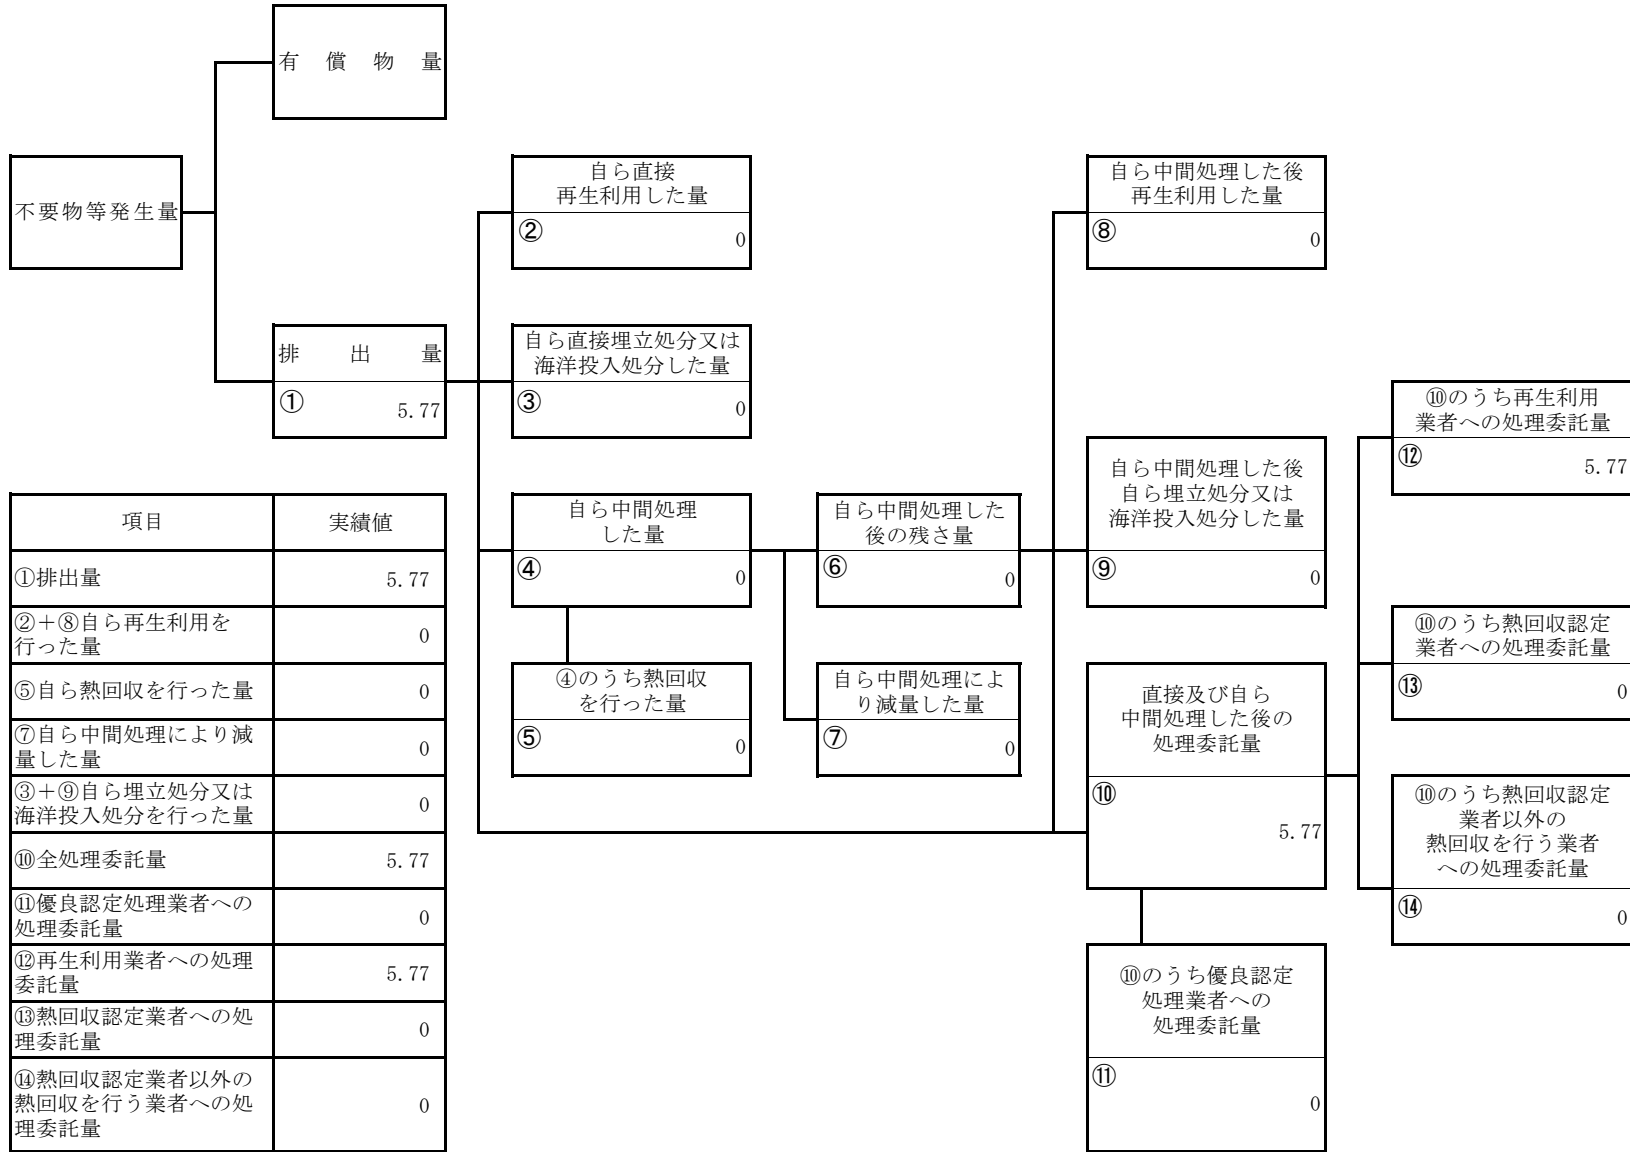 有償物量
不要物等発生量
自ら直接
再生利用した量
②
0
自ら中間処理した後
再生利用した量
⑧
0
排出量
①
5.77
自ら直接埋立処分又は
海洋投入処分した量
③
0
⑩のうち再生利用
業者への処理委託量
⑫
5.77
自ら中間処理
した量
④
0
自ら中間処理した
後の残さ量
⑥
0
自ら中間処理した後
自ら埋立処分又は
海洋投入処分した量
⑨
0
⑩のうち熱回収認定
業者への処理委託量
⑬
0
④のうち熱回収
を行った量
⑤
0
自ら中間処理によ
り減量した量
⑦
0
直接及び自ら
中間処理した後の
処理委託量
⑩
5.77
⑩のうち熱回収認定
業者以外の
熱回収を行う業者
への処理委託量
⑭
0
⑩のうち優良認定
処理業者への
処理委託量
⑪
0
項目 実績値
①排出量 5.77
②+⑧自ら再生利用を
行った量 0
⑤自ら熱回収を行った量 0
⑦自ら中間処理により減
量した量 0
③+⑨自ら埋立処分又は
海洋投入処分を行った量 0
⑩全処理委託量 5.77
⑪優良認定処理業者への
処理委託量 0
⑫再生利用業者への処理
委託量 5.77
⑬熱回収認定業者への処
理委託量 0
⑭熱回収認定業者以外の
熱回収を行う業者への処
理委託量 0